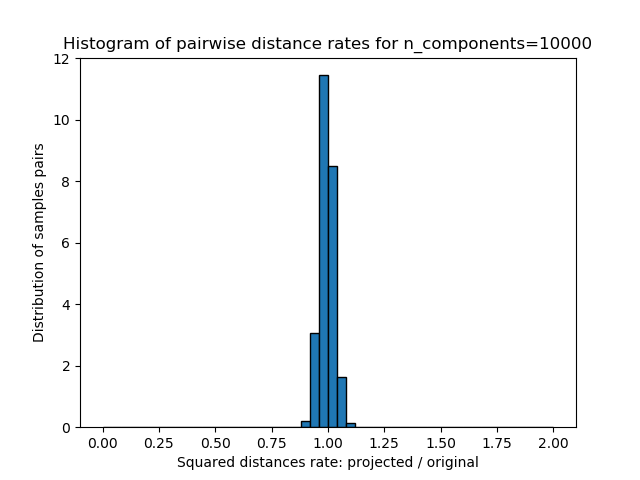 Histogram of pairwise distance rates for n_components=10000
12
10
8
6
4
2
0
Distribution of samples pairs
0.00 0.25 0.50 0.75 1.00 1.25 1.50 1.75 2.00
Squared distances rate: projected / original